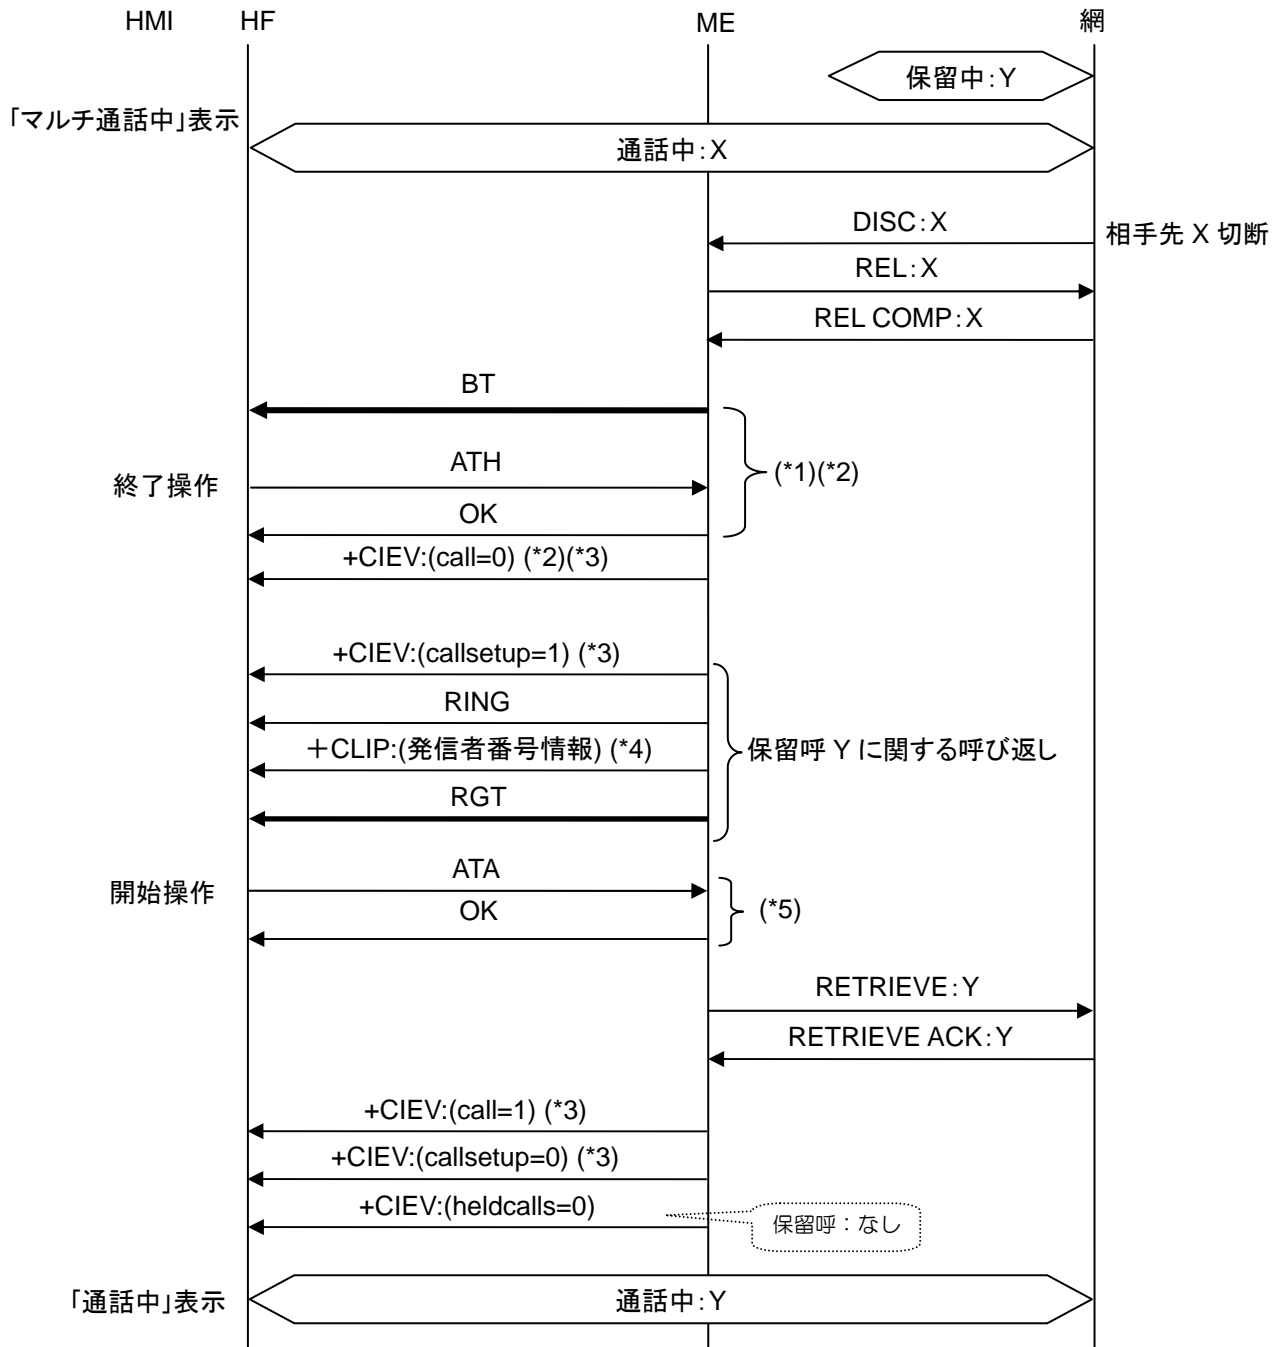 HMI HF ME 網
保留中:Y
「マルチ通話中」表示
通話中:X
DISC:X
相手先 X 切断
REL:X
REL COMP:X
BT
ATH
(*1)(*2)
終了操作
OK
+CIEV:(call=0) (*2)(*3)
+CIEV:(callsetup=1) (*3)
RING
+CLIP:(発信者番号情報) (*4)
保留呼 Y に関する呼び返し
RGT
ATA
開始操作
OK
(*5)
RETRIEVE:Y
RETRIEVE ACK:Y
+CIEV:(call=1) (*3)
+CIEV:(callsetup=0) (*3)
+CIEV:(heldcalls=0)
保留呼:なし
「通話中」表示
通話中:Y